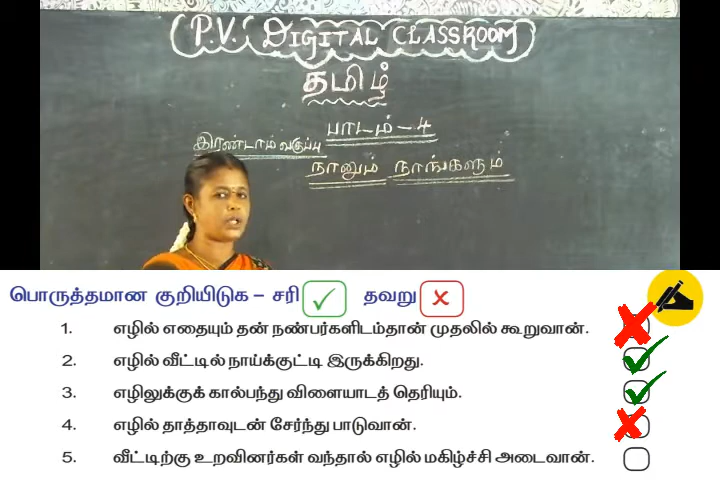 P.V. DIGITAL CLASSROOM
தமிழ்
பாடம் - 4
இரண்டாம் வகுப்பு
நானும் நாங்களும்
பொருத்தமான குறியிடுக – சரி ✓ தவறு ✗
1. எழில் எதையும் தன் நண்பர்களிடம்தான் முதலில் கூறுவான். ✗
2. எழில் வீட்டில் நாய்க்குட்டி இருக்கிறது. ✓
3. எழிலுக்குக் கால்பந்து விளையாடத் தெரியும். ✓
4. எழில் தாத்தாவுடன் சேர்ந்து பாடுவான். ✗
5. வீட்டிற்கு உறவினர்கள் வந்தால் எழில் மகிழ்ச்சி அடைவான்.